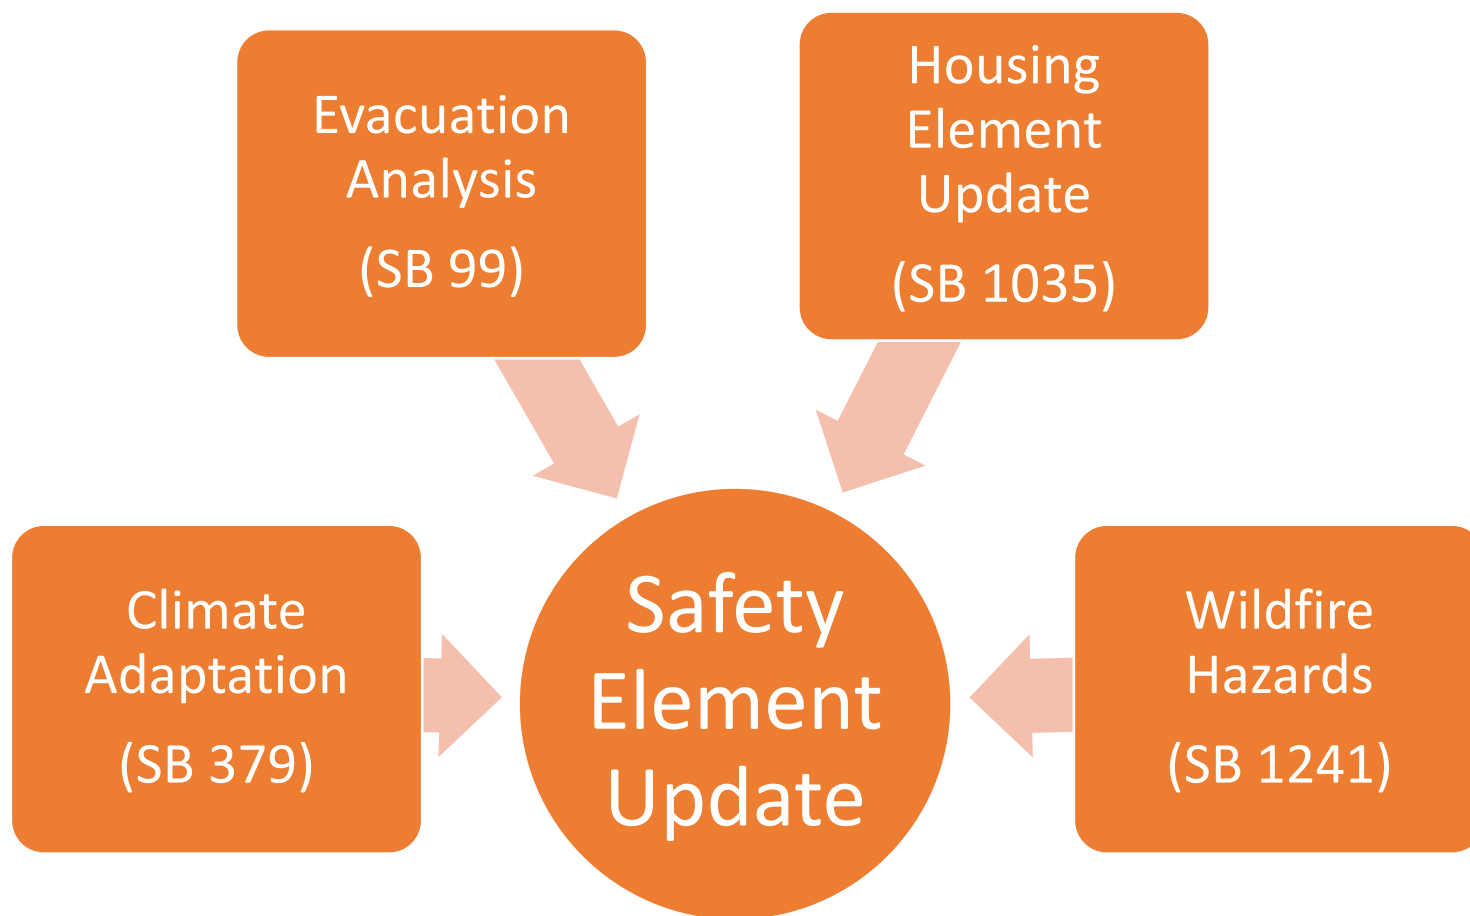 Evacuation
Analysis
(SB 99)
Housing
Element
Update
(SB 1035)
Climate
Adaptation
(SB 379)
Safety
Element
Update
Wildfire
Hazards
(SB 1241)